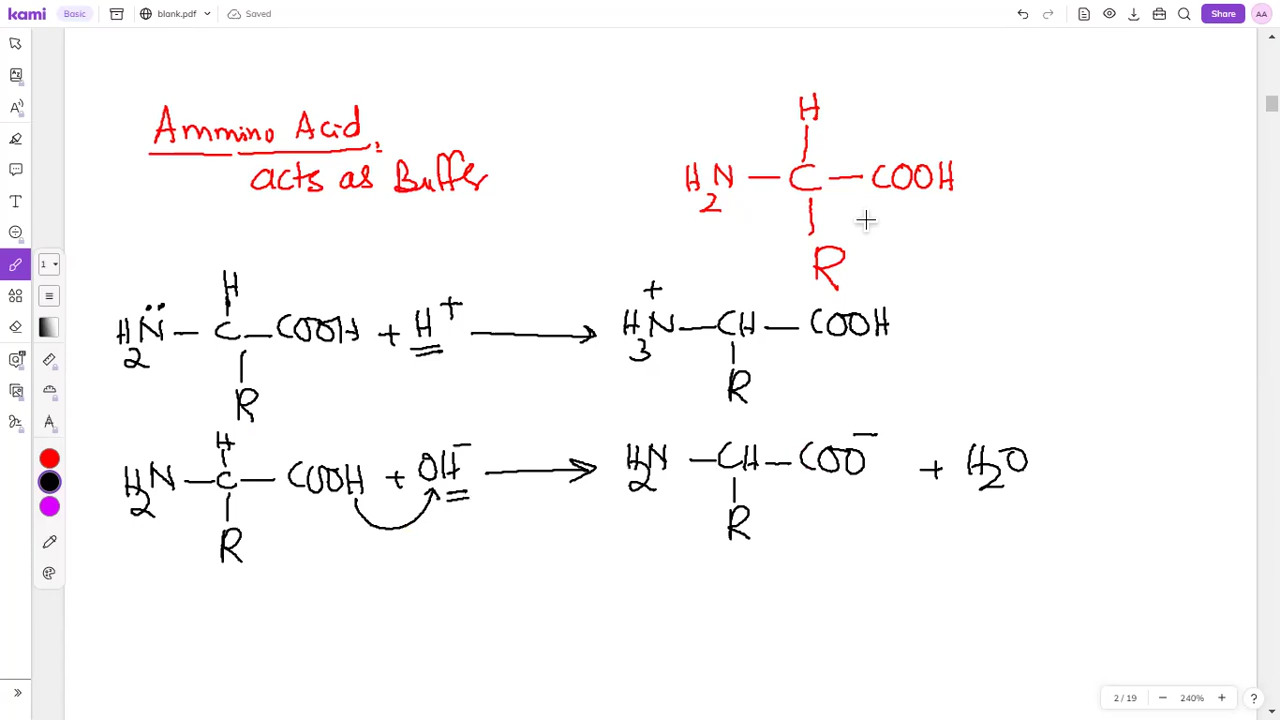 kami Basic blank.pdf Saved Share AA
Ammino Acid,
acts as Buffer
H
H2N — C — COOH
R
H
H2N̈ — C — COOH + H+ ⟶ H3N+ — CH — COOH
R R
H
H2N — C — COOH + OH− ⟶ H2N — CH — COO− + H2O
R R
1
T
A
2 / 19 − 240% + ?